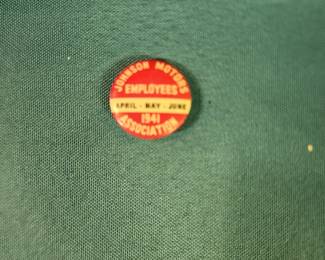 JOHNSON MOTORS
EMPLOYEES
APRIL - MAY - JUNE
1941
ASSOCIATION